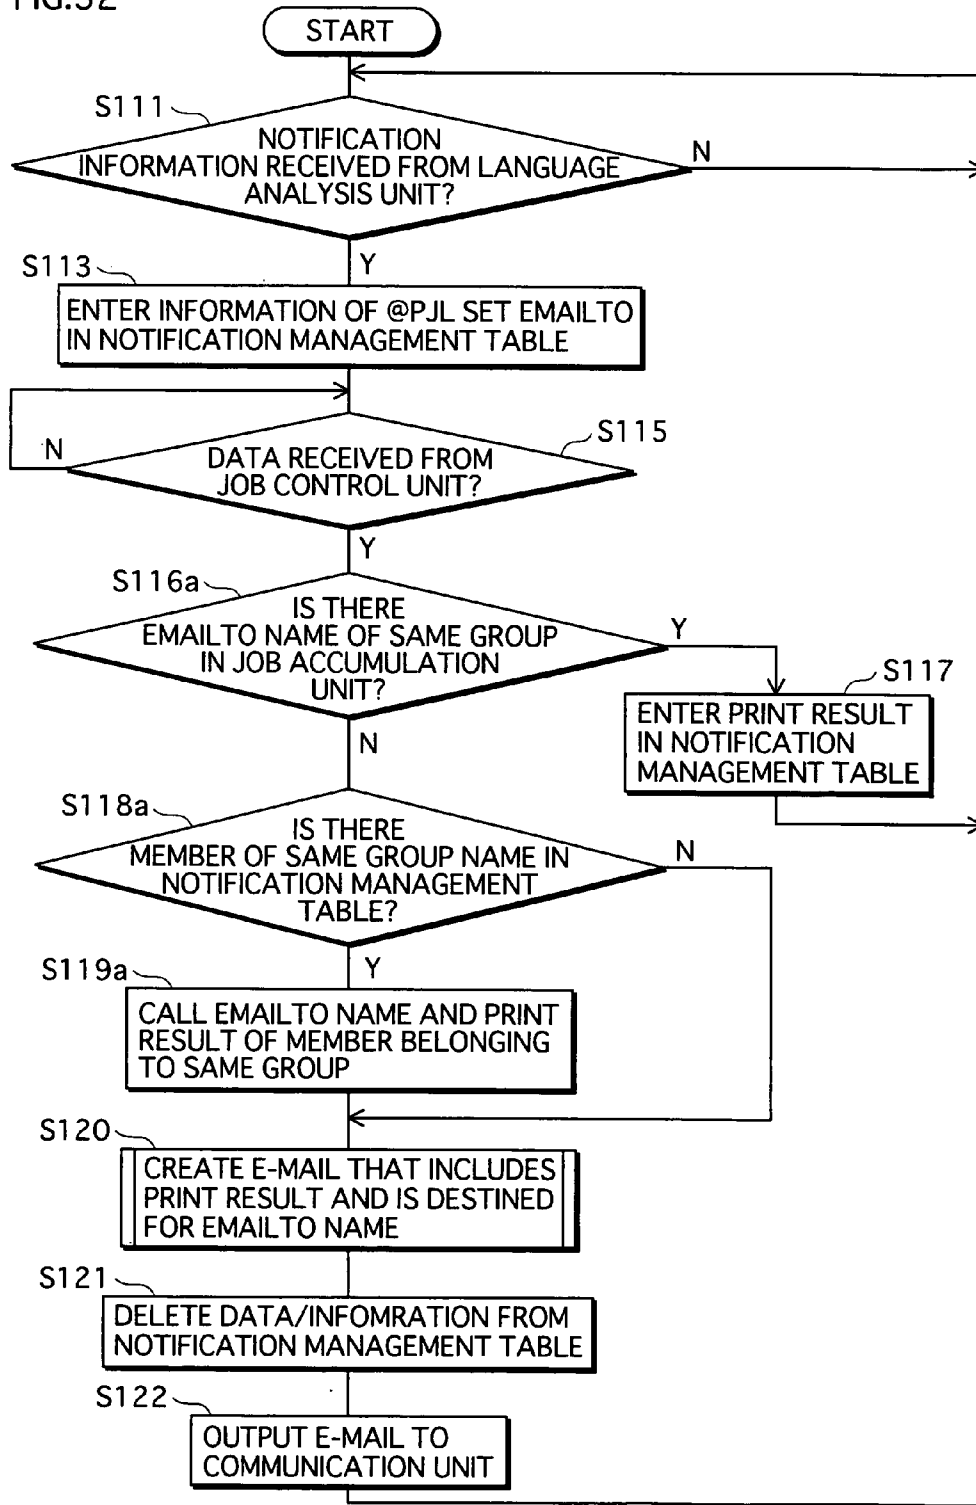 FIG.32
START
S111
NOTIFICATION
INFORMATION RECEIVED FROM LANGUAGE
ANALYSIS UNIT?
N
Y
S113
ENTER INFORMATION OF @PJL SET EMAILTO
IN NOTIFICATION MANAGEMENT TABLE
N
S115
DATA RECEIVED FROM
JOB CONTROL UNIT?
Y
S116a
IS THERE
EMAILTO NAME OF SAME GROUP
IN JOB ACCUMULATION
UNIT?
Y
S117
ENTER PRINT RESULT
IN NOTIFICATION
MANAGEMENT TABLE
N
S118a
IS THERE
MEMBER OF SAME GROUP NAME IN
NOTIFICATION MANAGEMENT
TABLE?
N
Y
S119a
CALL EMAILTO NAME AND PRINT
RESULT OF MEMBER BELONGING
TO SAME GROUP
S120
CREATE E-MAIL THAT INCLUDES
PRINT RESULT AND IS DESTINED
FOR EMAILTO NAME
S121
DELETE DATA/INFOMRATION FROM
NOTIFICATION MANAGEMENT TABLE
S122
OUTPUT E-MAIL TO
COMMUNICATION UNIT